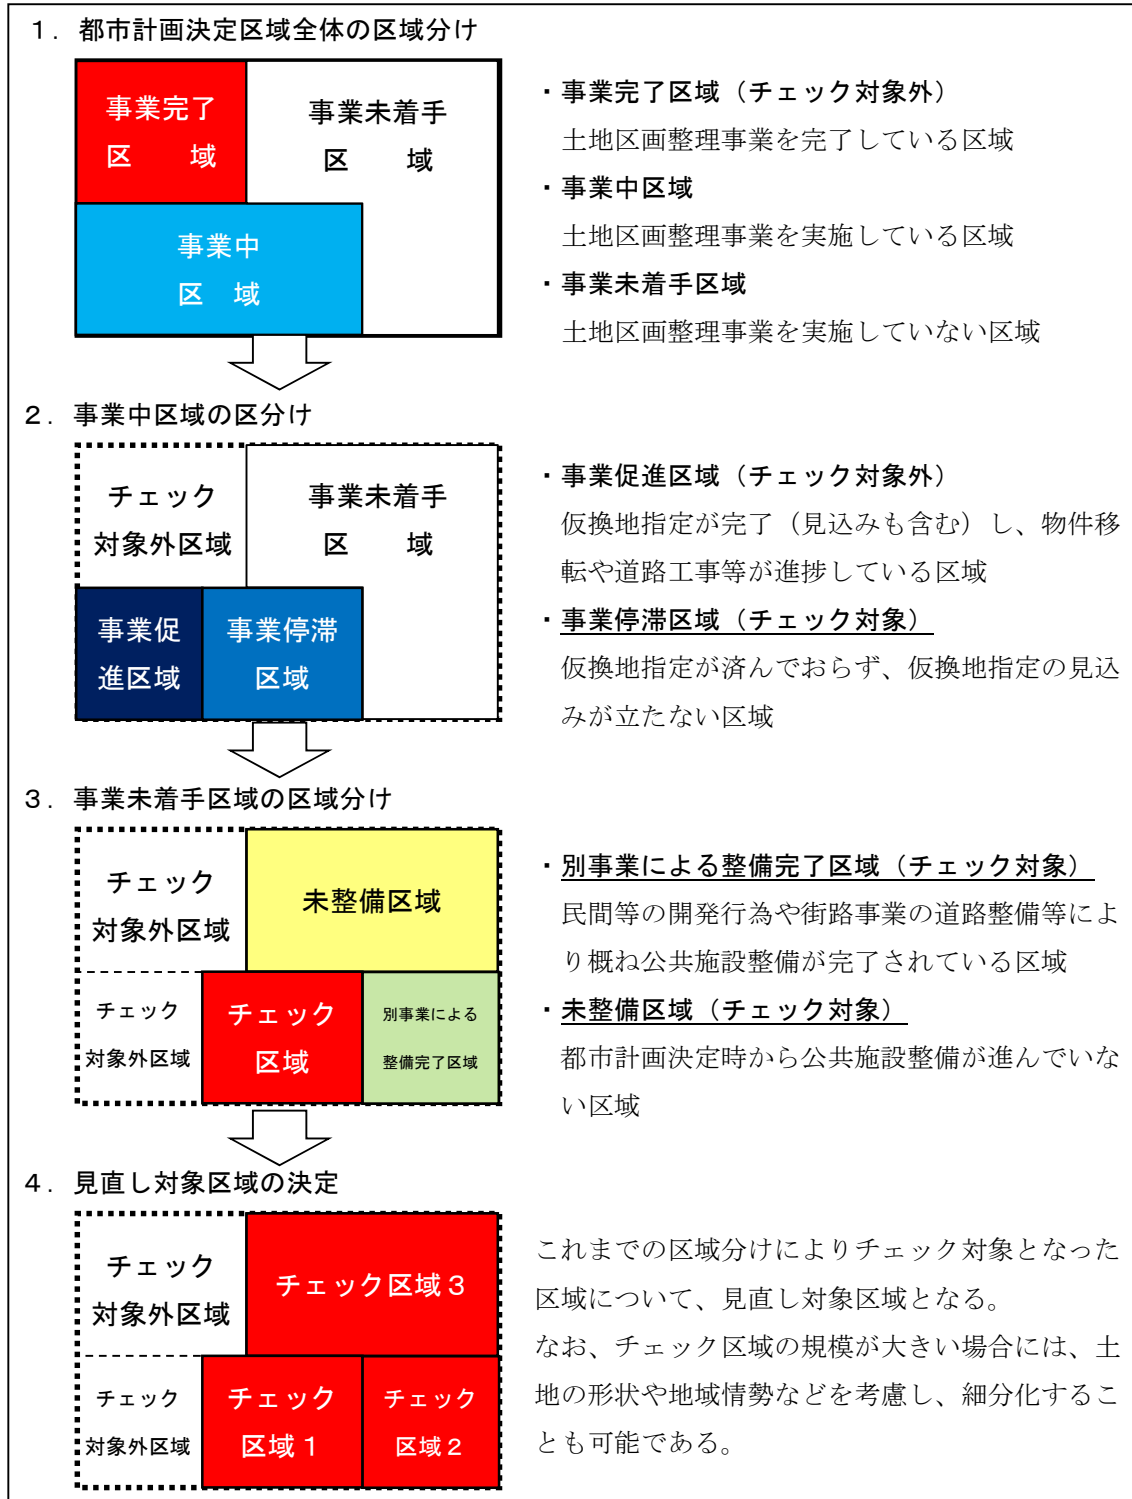 １．都市計画決定区域全体の区域分け
事業完了
区　　域
事業未着手
区　　域
事業中
区　域
・事業完了区域（チェック対象外）
土地区画整理事業を完了している区域
・事業中区域
土地区画整理事業を実施している区域
・事業未着手区域
土地区画整理事業を実施していない区域
２．事業中区域の区分け
チェック
対象外区域
事業未着手
区　　域
事業促
進区域
事業停滞
区域
・事業促進区域（チェック対象外）
仮換地指定が完了（見込みも含む）し、物件移
転や道路工事等が進捗している区域
・事業停滞区域（チェック対象）
仮換地指定が済んでおらず、仮換地指定の見込
みが立たない区域
３．事業未着手区域の区域分け
チェック
対象外区域
未整備区域
チェック
対象外区域
チェック
区域
別事業による
整備完了区域
・別事業による整備完了区域（チェック対象）
民間等の開発行為や街路事業の道路整備等によ
り概ね公共施設整備が完了されている区域
・未整備区域（チェック対象）
都市計画決定時から公共施設整備が進んでいな
い区域
４．見直し対象区域の決定
チェック
対象外区域
チェック区域３
チェック
対象外区域
チェック
区域１
チェック
区域２
これまでの区域分けによりチェック対象となった
区域について、見直し対象区域となる。
なお、チェック区域の規模が大きい場合には、土
地の形状や地域情勢などを考慮し、細分化するこ
とも可能である。